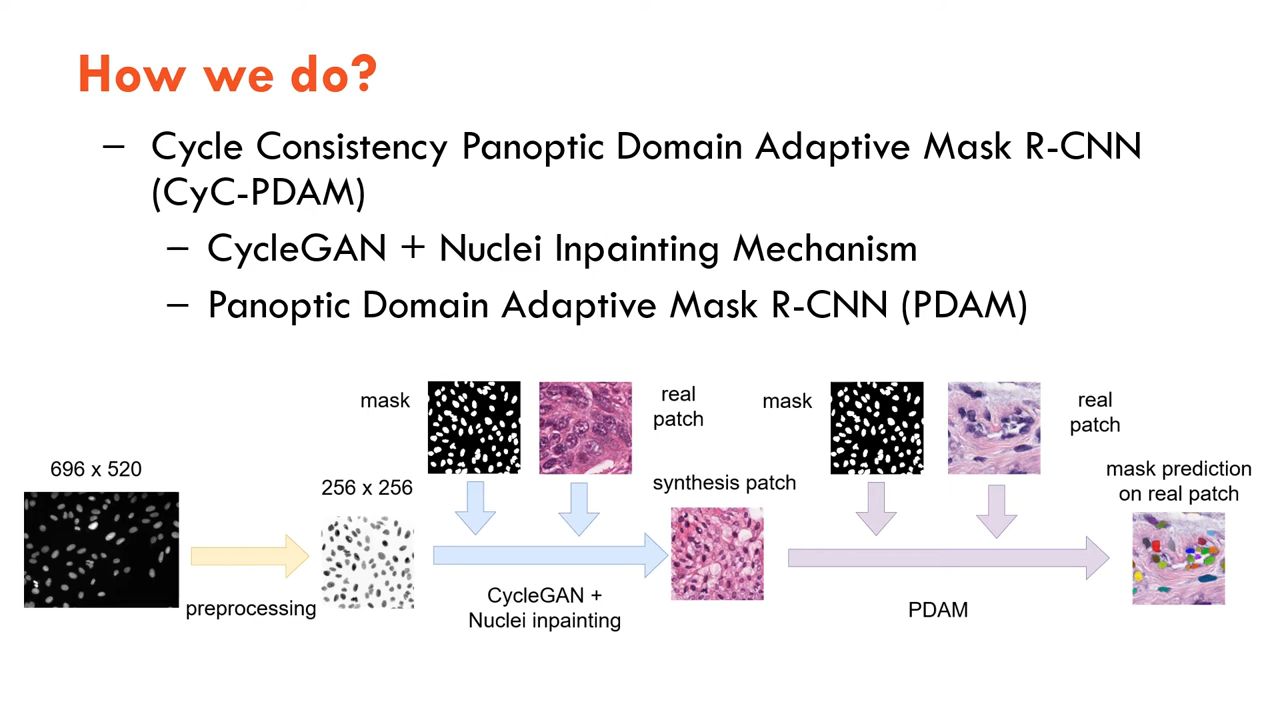 How we do?
– Cycle Consistency Panoptic Domain Adaptive Mask R-CNN
(CyC-PDAM)
– CycleGAN + Nuclei Inpainting Mechanism
– Panoptic Domain Adaptive Mask R-CNN (PDAM)
696 x 520
preprocessing
256 x 256
mask
real
patch
CycleGAN +
Nuclei inpainting
synthesis patch
mask
real
patch
PDAM
mask prediction
on real patch